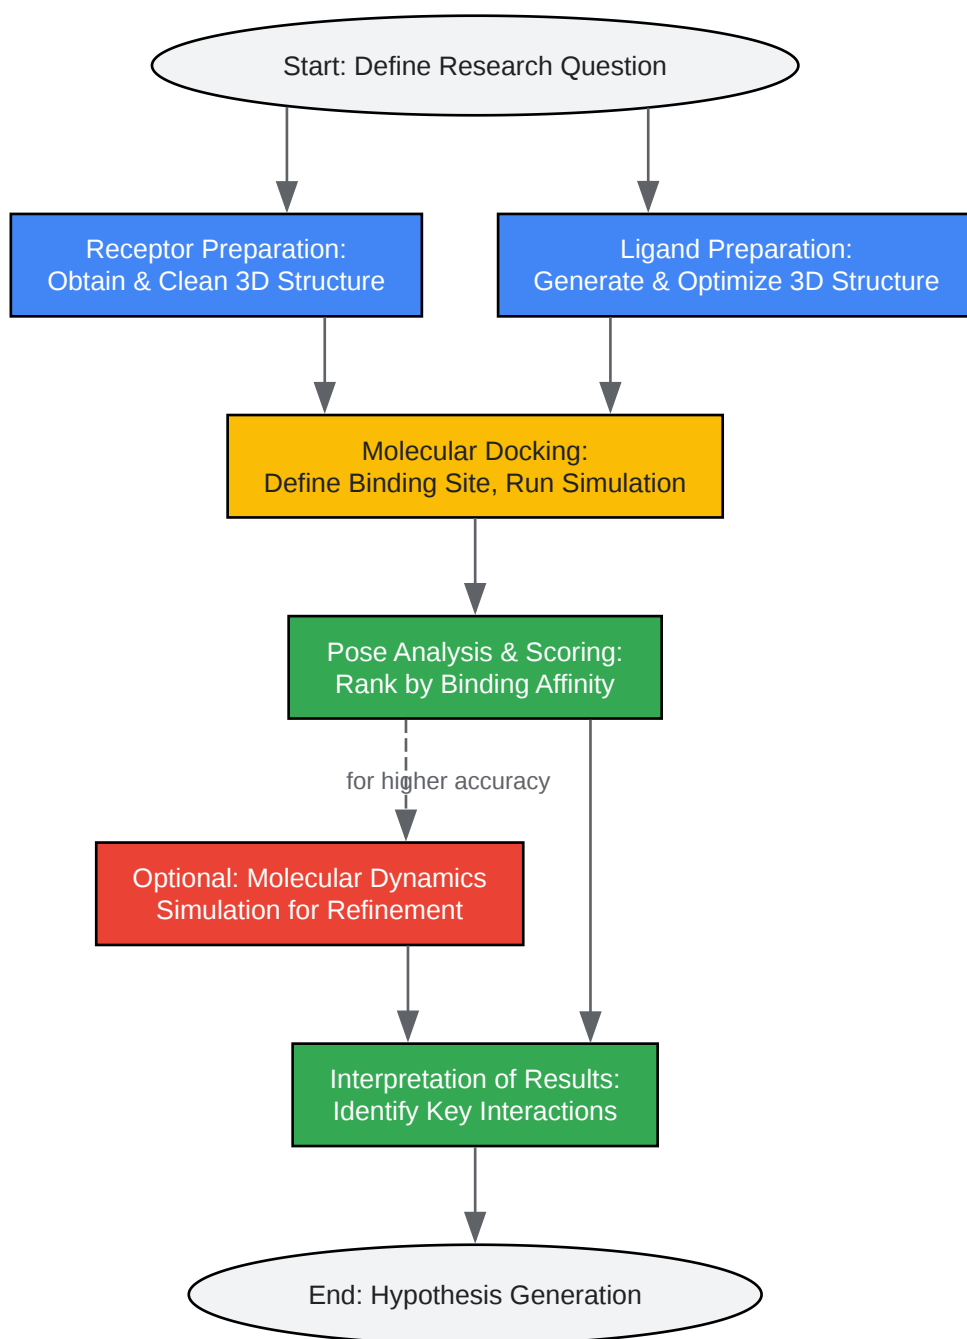 Start: Define Research Question
Receptor Preparation:
Obtain & Clean 3D Structure
Ligand Preparation:
Generate & Optimize 3D Structure
Molecular Docking:
Define Binding Site, Run Simulation
Pose Analysis & Scoring:
Rank by Binding Affinity
for higher accuracy
Optional: Molecular Dynamics
Simulation for Refinement
Interpretation of Results:
Identify Key Interactions
End: Hypothesis Generation